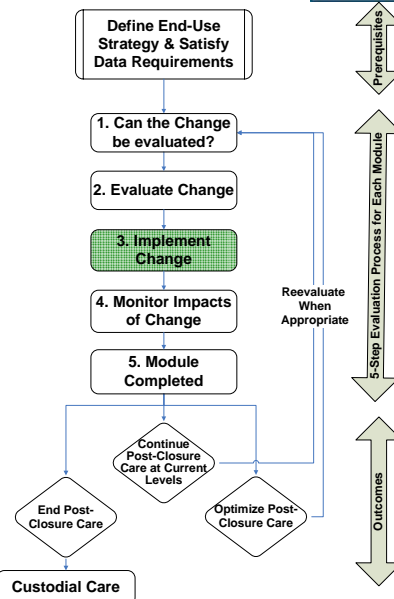 Define End-Use
Strategy & Satisfy
Data Requirements
Prerequisites
1. Can the Change
be evaluated?
2. Evaluate Change
3. Implement
Change
4. Monitor Impacts
of Change
5. Module
Completed
Reevaluate
When
Appropriate
5-Step Evaluation Process for Each Module
Continue
Post-Closure
Care at Current
Levels
End Post-
Closure Care
Optimize Post-
Closure Care
Outcomes
Custodial Care